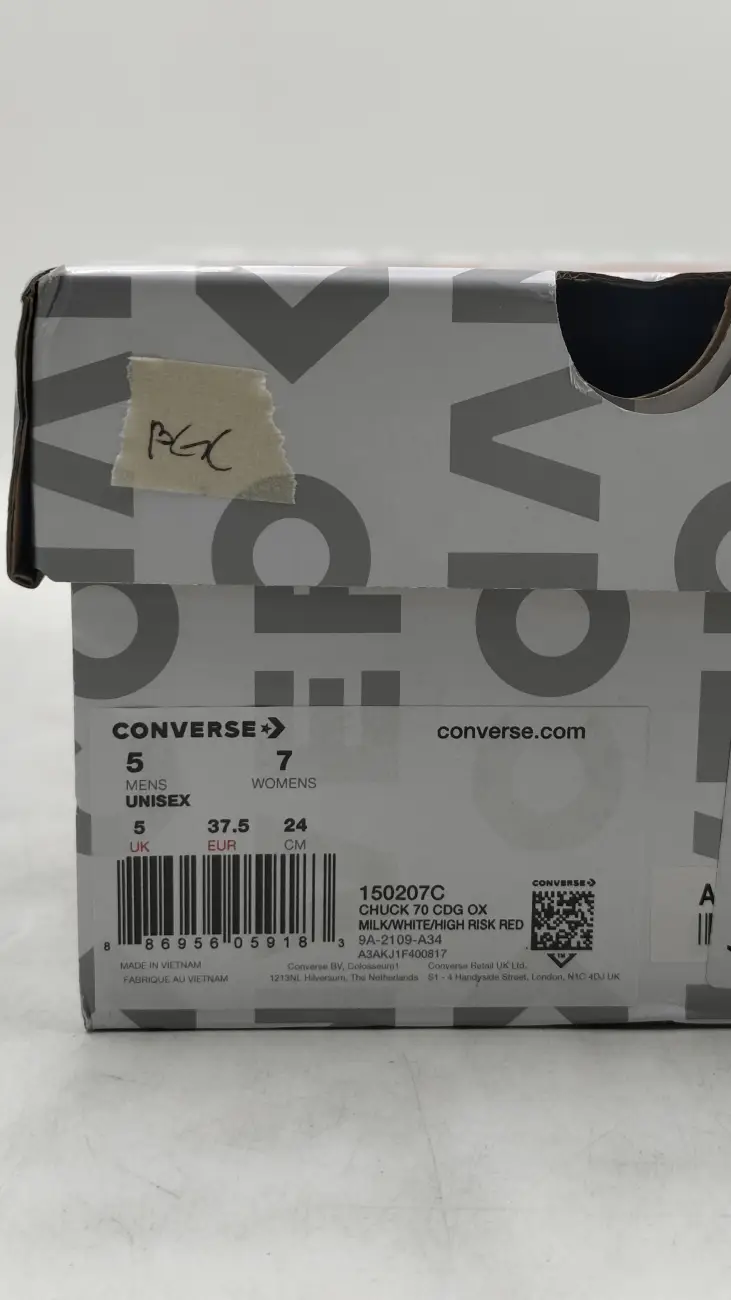 BGC
CONVERSE
converse.com
5 7
MENS WOMENS
UNISEX
5 37.5 24
UK EUR CM
8 86956 05918 3
CONVERSE
150207C
CHUCK 70 CDG OX
MILK/WHITE/HIGH RISK RED
9A-2109-A34
A3AKJ1F400817
TM
MADE IN VIETNAM
FABRIQUE AU VIETNAM
Converse BV, Colosseum1
1213NL Hilversum, The Netherlands
Converse Retail UK Ltd.
S1 - 4 Handyside Street, London, N1C 4DJ UK
A